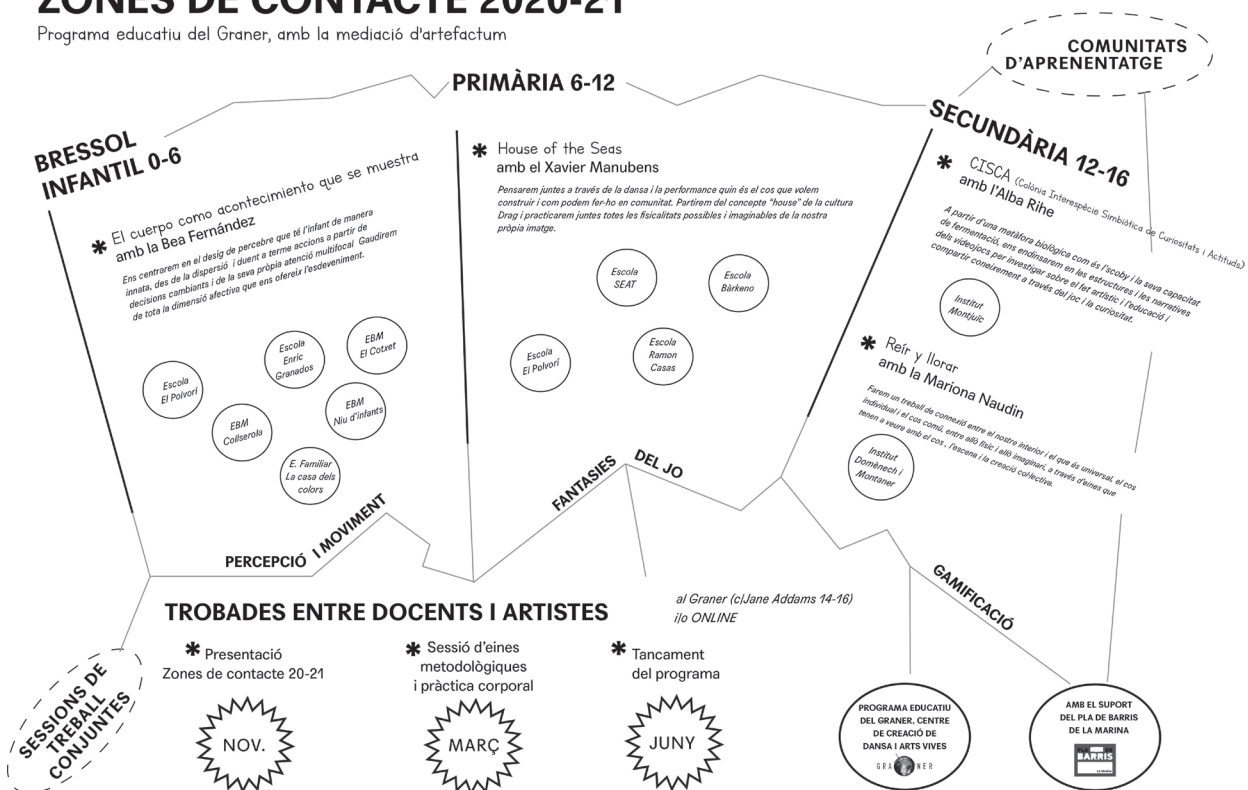 ZONES DE CONTACTE 2020-21
Programa educatiu del Graner, amb la mediació d'artefactum
COMUNITATS
D'APRENENTATGE
BRESSOL
INFANTIL 0-6
* El cuerpo como acontecimiento que se muestra
amb la Bea Fernández
Ens centrarem en el desig de percebre que té l'infant de manera
innata, des de la dispersió i duent a terme accions a partir de
decisions cambiants i de la seva pròpia atenció multifocal Gaudirem
de tota la dimensió afectiva que ens ofereix l'esdeveniment.
Escola
El Polvorí
Escola
Enric
Granados
EBM
El Cotxet
EBM
Collserola
EBM
Niu d'infants
E. Familiar
La casa dels
colors
PERCEPCIÓ I MOVIMENT
PRIMÀRIA 6-12
* House of the Seas
amb el Xavier Manubens
Pensarem juntes a través de la dansa i la performance quin és el cos que volem
construir i com podem fer-ho en comunitat. Partirem del concepte "house" de la cultura
Drag i practicarem juntes totes les fisicalitats possibles i imaginables de la nostra
pròpia imatge.
Escola
SEAT
Escola
Bàrkeno
Escola
El Polvorí
Escola
Ramon
Casas
FANTASIES DEL JO
SECUNDÀRIA 12-16
* CISCA (Colònia Interespècie Simbiòtica de Curiositats i Actituds)
amb l'Alba Rihe
A partir d'una metàfora biològica com és l'scoby i la seva capacitat
de fermentació, ens endinsarem en les estructures i les narratives
dels videojocs per investigar sobre el fet artístic i l'educació i
compartir coneixement a través del joc i la curiositat.
Institut
Montjuïc
* Reír y llorar
amb la Mariona Naudin
Farem un treball de connexió entre el nostre interior i el que és universal, el cos
individual i el cos comú, entre allò físic i allò imaginari, a través d'eines que
tenen a veure amb el cos , l'escena i la creació col·lectiva.
Institut
Domènech i
Montaner
GAMIFICACIÓ
SESSIONS DE
TREBALL
CONJUNTES
TROBADES ENTRE DOCENTS I ARTISTES
al Graner (c/Jane Addams 14-16)
i/o ONLINE
* Presentació
Zones de contacte 20-21
NOV.
* Sessió d'eines
metodològiques
i pràctica corporal
MARÇ
* Tancament
del programa
JUNY
PROGRAMA EDUCATIU
DEL GRANER, CENTRE
DE CREACIÓ DE
DANSA I ARTS VIVES
GRANER
AMB EL SUPORT
DEL PLA DE BARRIS
DE LA MARINA
BARRIS